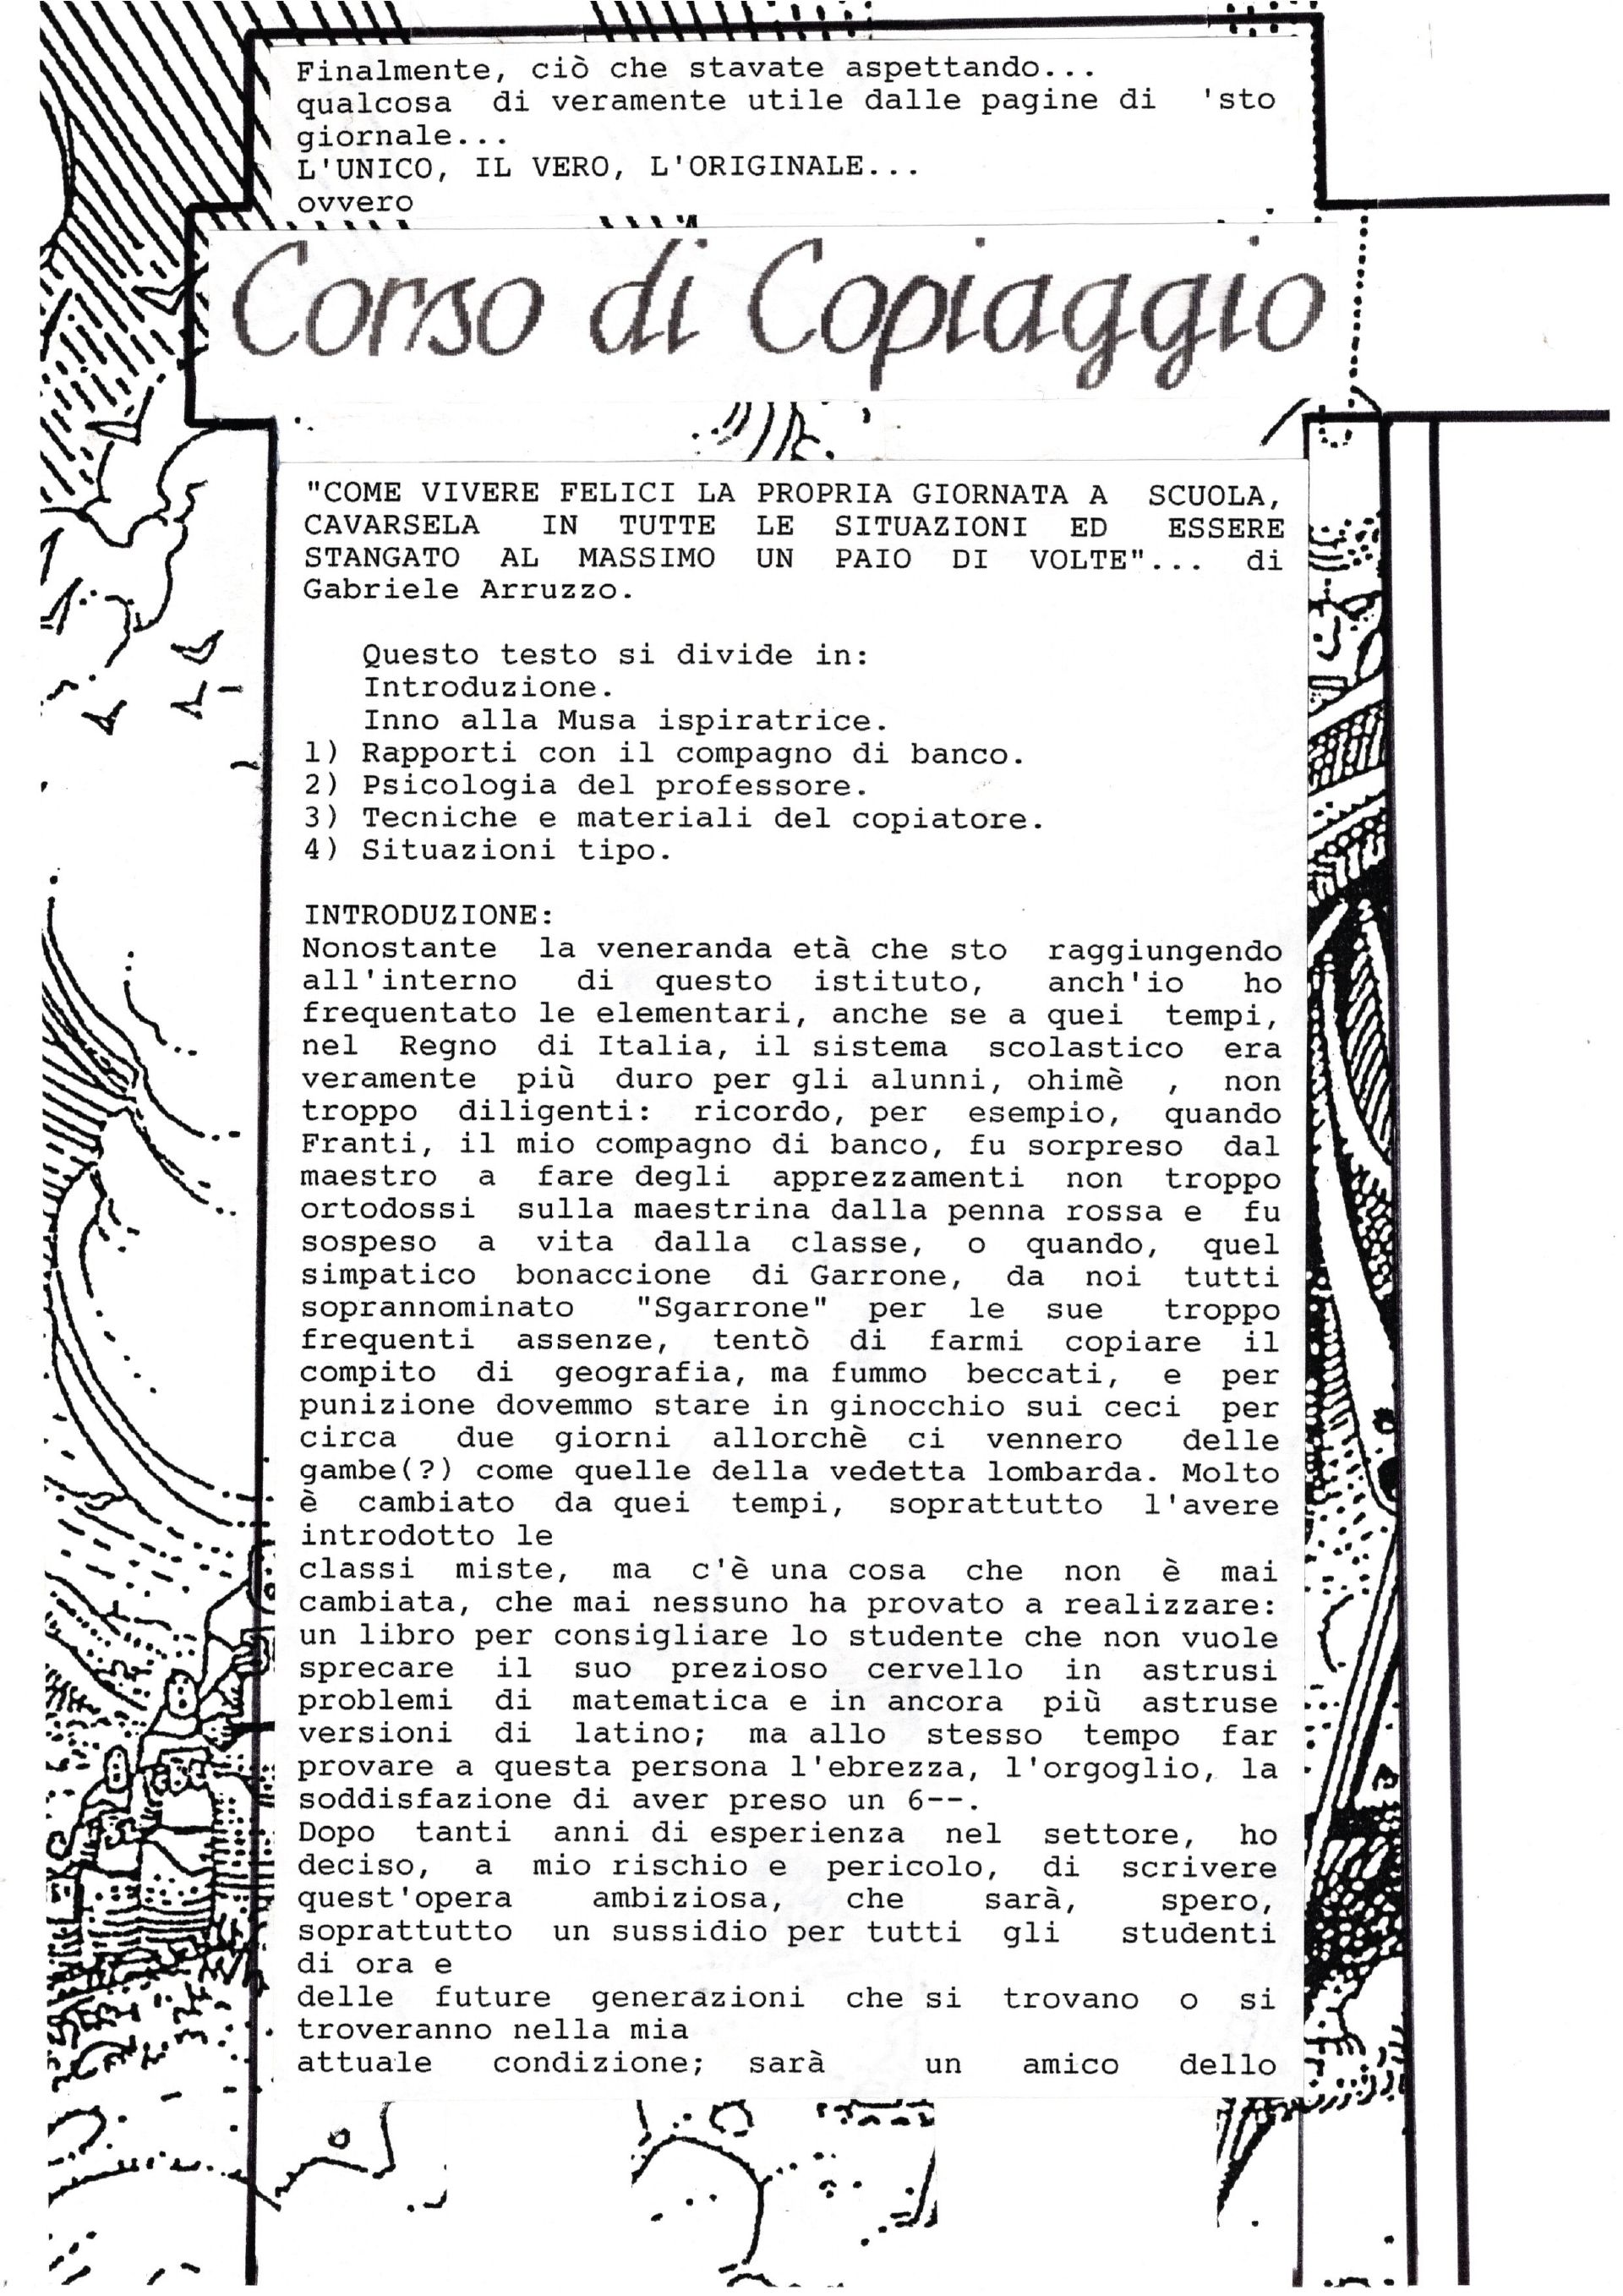 Finalmente, ciò che stavate aspettando...
qualcosa di veramente utile dalle pagine di 'sto
giornale...
L'UNICO, IL VERO, L'ORIGINALE...
ovvero
Corso di Copiaggio
"COME VIVERE FELICI LA PROPRIA GIORNATA A SCUOLA,
CAVARSELA IN TUTTE LE SITUAZIONI ED ESSERE
STANGATO AL MASSIMO UN PAIO DI VOLTE"... di
Gabriele Arruzzo.
Questo testo si divide in:
Introduzione.
Inno alla Musa ispiratrice.
1) Rapporti con il compagno di banco.
2) Psicologia del professore.
3) Tecniche e materiali del copiatore.
4) Situazioni tipo.
INTRODUZIONE:
Nonostante la veneranda età che sto raggiungendo
all'interno di questo istituto, anch'io ho
frequentato le elementari, anche se a quei tempi,
nel Regno di Italia, il sistema scolastico era
veramente più duro per gli alunni, ohimè , non
troppo diligenti: ricordo, per esempio, quando
Franti, il mio compagno di banco, fu sorpreso dal
maestro a fare degli apprezzamenti non troppo
ortodossi sulla maestrina dalla penna rossa e fu
sospeso a vita dalla classe, o quando, quel
simpatico bonaccione di Garrone, da noi tutti
soprannominato "Sgarrone" per le sue troppo
frequenti assenze, tentò di farmi copiare il
compito di geografia, ma fummo beccati, e per
punizione dovemmo stare in ginocchio sui ceci per
circa due giorni allorchè ci vennero delle
gambe(?) come quelle della vedetta lombarda. Molto
è cambiato da quei tempi, soprattutto l'avere
introdotto le
classi miste, ma c'è una cosa che non è mai
cambiata, che mai nessuno ha provato a realizzare:
un libro per consigliare lo studente che non vuole
sprecare il suo prezioso cervello in astrusi
problemi di matematica e in ancora più astruse
versioni di latino; ma allo stesso tempo far
provare a questa persona l'ebrezza, l'orgoglio, la
soddisfazione di aver preso un 6--.
Dopo tanti anni di esperienza nel settore, ho
deciso, a mio rischio e pericolo, di scrivere
quest'opera ambiziosa, che sarà, spero,
soprattutto un sussidio per tutti gli studenti
di ora e
delle future generazioni che si trovano o si
troveranno nella mia
attuale condizione; sarà un amico dello